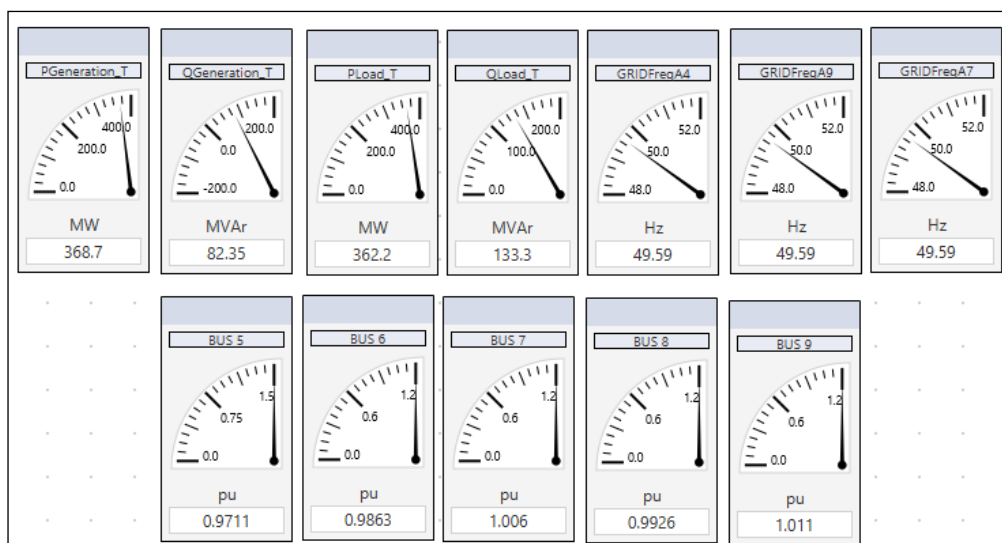 PGeneration_T
400.0
200.0
0.0
MW
368.7
QGeneration_T
200.0
0.0
-200.0
MVAr
82.35
PLoad_T
400.0
200.0
0.0
MW
362.2
QLoad_T
200.0
100.0
0.0
MVAr
133.3
GRIDFreqA4
52.0
50.0
48.0
Hz
49.59
GRIDFreqA9
52.0
50.0
48.0
Hz
49.59
GRIDFreqA7
52.0
50.0
48.0
Hz
49.59
BUS 5
1.5
0.75
0.0
pu
0.9711
BUS 6
1.2
0.6
0.0
pu
0.9863
BUS 7
1.2
0.6
0.0
pu
1.006
BUS 8
1.2
0.6
0.0
pu
0.9926
BUS 9
1.2
0.6
0.0
pu
1.011